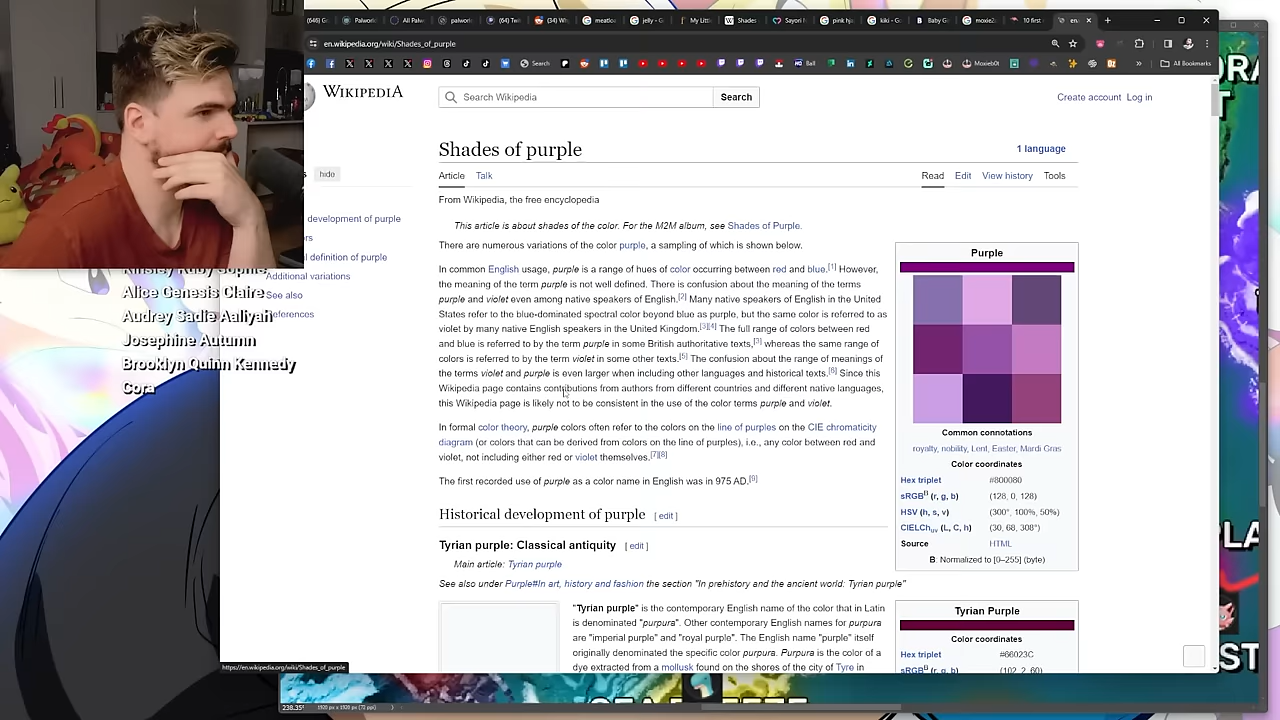 en.wikipedia.org/wiki/Shades_of_purple
Search
All Bookmarks
WIKIPEDIA
Search Wikipedia
Search
Create account Log in
Shades of purple
1 language
hide
Article Talk
Read Edit View history Tools
From Wikipedia, the free encyclopedia
This article is about shades of the color. For the M2M album, see Shades of Purple.
There are numerous variations of the color purple, a sampling of which is shown below.
In common English usage, purple is a range of hues of color occurring between red and blue.[1] However,
the meaning of the term purple is not well defined. There is confusion about the meaning of the terms
purple and violet even among native speakers of English.[2] Many native speakers of English in the United
States refer to the blue-dominated spectral color beyond blue as purple, but the same color is referred to as
violet by many native English speakers in the United Kingdom.[3][4] The full range of colors between red
and blue is referred to by the term purple in some British authoritative texts,[3] whereas the same range of
colors is referred to by the term violet in some other texts.[5] The confusion about the range of meanings of
the terms violet and purple is even larger when including other languages and historical texts.[6] Since this
Wikipedia page contains contributions from authors from different countries and different native languages,
this Wikipedia page is likely not to be consistent in the use of the color terms purple and violet.
In formal color theory, purple colors often refer to the colors on the line of purples on the CIE chromaticity
diagram (or colors that can be derived from colors on the line of purples), i.e., any color between red and
violet, not including either red or violet themselves.[7][8]
The first recorded use of purple as a color name in English was in 975 AD.[9]
Historical development of purple [ edit ]
Tyrian purple: Classical antiquity [ edit ]
Main article: Tyrian purple
See also under Purple#In art, history and fashion the section "In prehistory and the ancient world: Tyrian purple"
"Tyrian purple" is the contemporary English name of the color that in Latin
is denominated "purpura". Other contemporary English names for purpura
are "imperial purple" and "royal purple". The English name "purple" itself
originally denominated the specific color purpura. Purpura is the color of a
dye extracted from a mollusk found on the shores of the city of Tyre in
Purple
Common connotations
royalty, nobility, Lent, Easter, Mardi Gras
Color coordinates
Hex triplet #800080
sRGBB (r, g, b) (128, 0, 128)
HSV (h, s, v) (300°, 100%, 50%)
CIELChuv (L, C, h) (30, 68, 308°)
Source HTML
B: Normalized to [0–255] (byte)
Tyrian Purple
Color coordinates
Hex triplet #66023C
sRGBB (r, g, b) (102, 2, 60)
development of purple
l definition of purple
Additional variations
See also
References
Kinsley Ruby Sophie
Alice Genesis Claire
Audrey Sadie Aaliyah
Josephine Autumn
Brooklyn Quinn Kennedy
Cora
https://en.wikipedia.org/wiki/Shades_of_purple